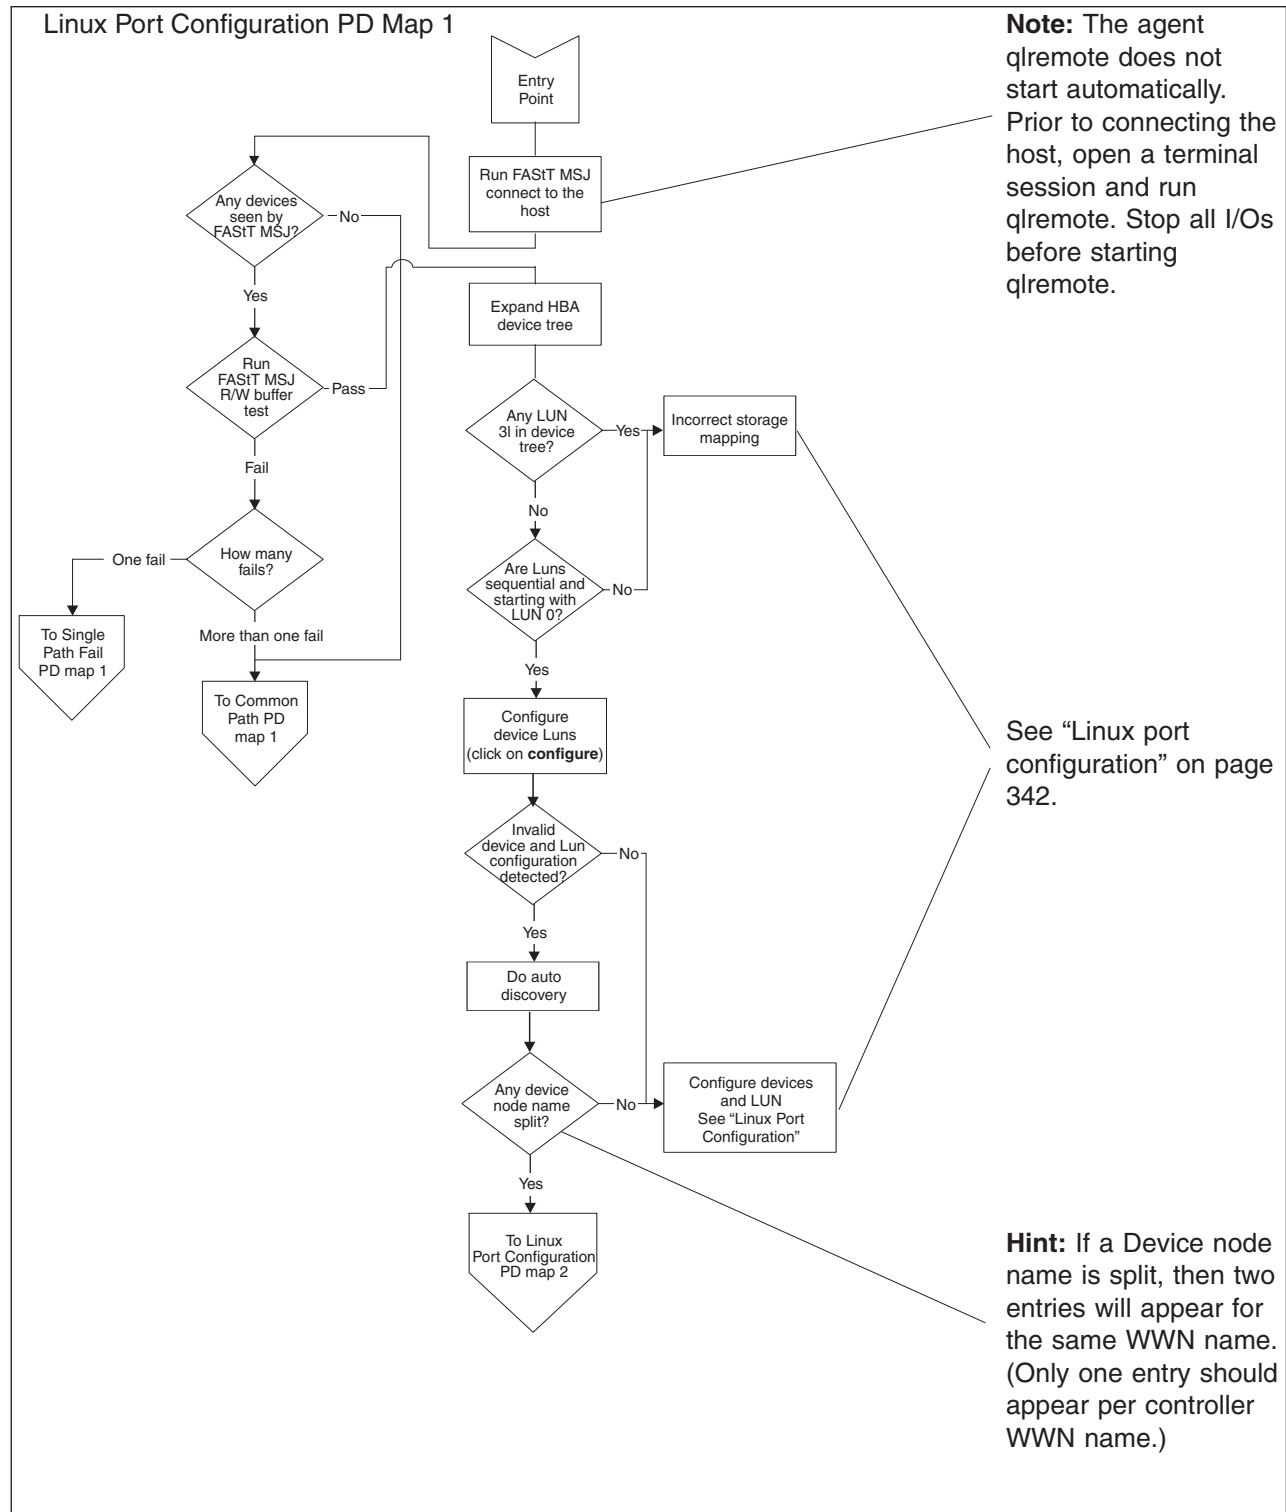 Linux Port Configuration PD Map 1
Entry
Point
Run FAStT MSJ
connect to the
host
Any devices
seen by
FAStT MSJ?
No
Yes
Run
FAStT MSJ
R/W buffer
test
Pass
Fail
How many
fails?
One fail
More than one fail
To Single
Path Fail
PD map 1
To Common
Path PD
map 1
Expand HBA
device tree
Any LUN
3l in device
tree?
Yes
Incorrect storage
mapping
No
Are Luns
sequential and
starting with
LUN 0?
No
Yes
Configure
device Luns
(click on configure)
Invalid
device and Lun
configuration
detected?
No
Yes
Do auto
discovery
Any device
node name
split?
No
Configure devices
and LUN
See “Linux Port
Configuration”
Yes
To Linux
Port Configuration
PD map 2
Note: The agent
qlremote does not
start automatically.
Prior to connecting the
host, open a terminal
session and run
qlremote. Stop all I/Os
before starting
qlremote.
See “Linux port
configuration” on page
342.
Hint: If a Device node
name is split, then two
entries will appear for
the same WWN name.
(Only one entry should
appear per controller
WWN name.)